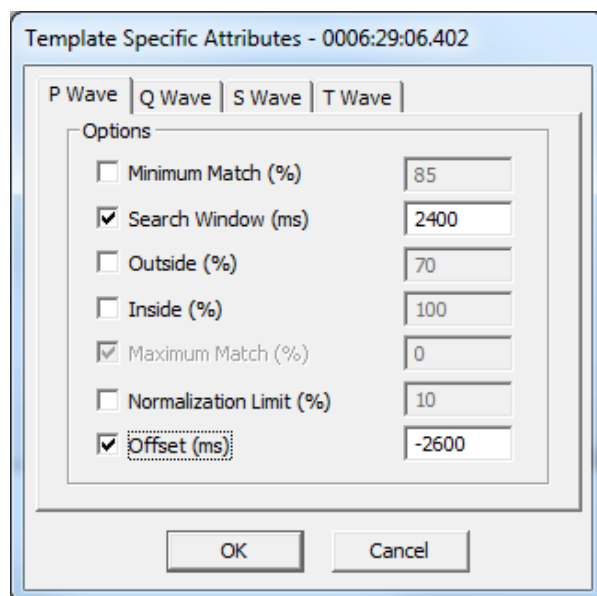 Template Specific Attributes - 0006:29:06.402
P Wave Q Wave S Wave T Wave
Options
Minimum Match (%) 85
Search Window (ms) 2400
Outside (%) 70
Inside (%) 100
Maximum Match (%) 0
Normalization Limit (%) 10
Offset (ms) -2600
OK Cancel